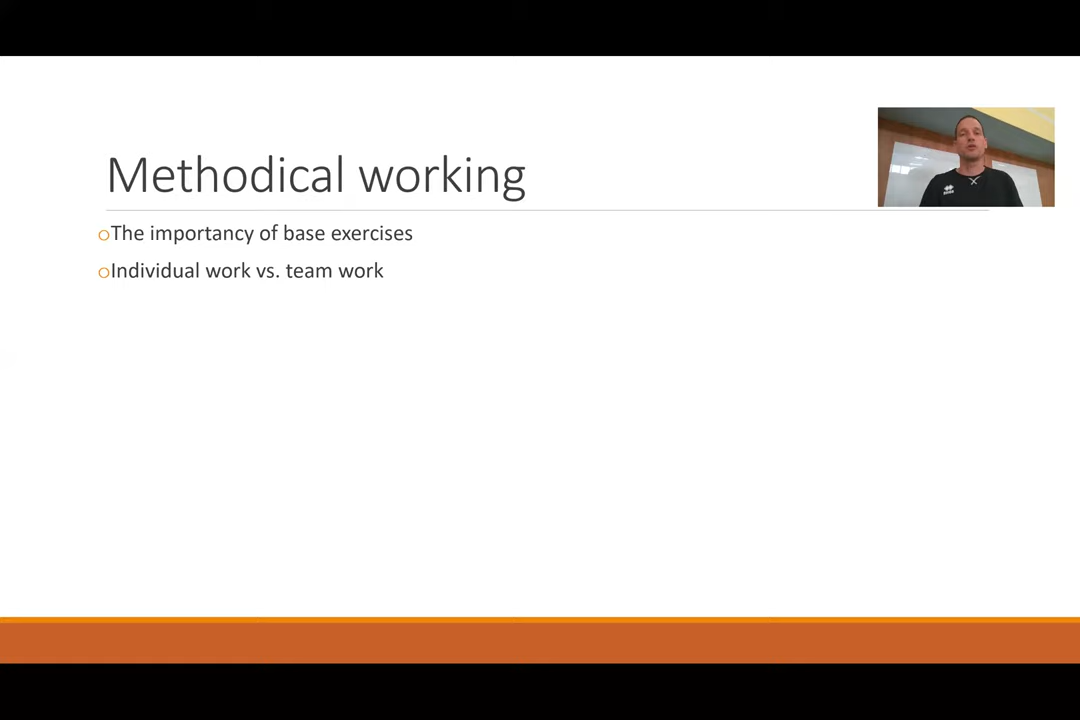 Methodical working
The importancy of base exercises
Individual work vs. team work